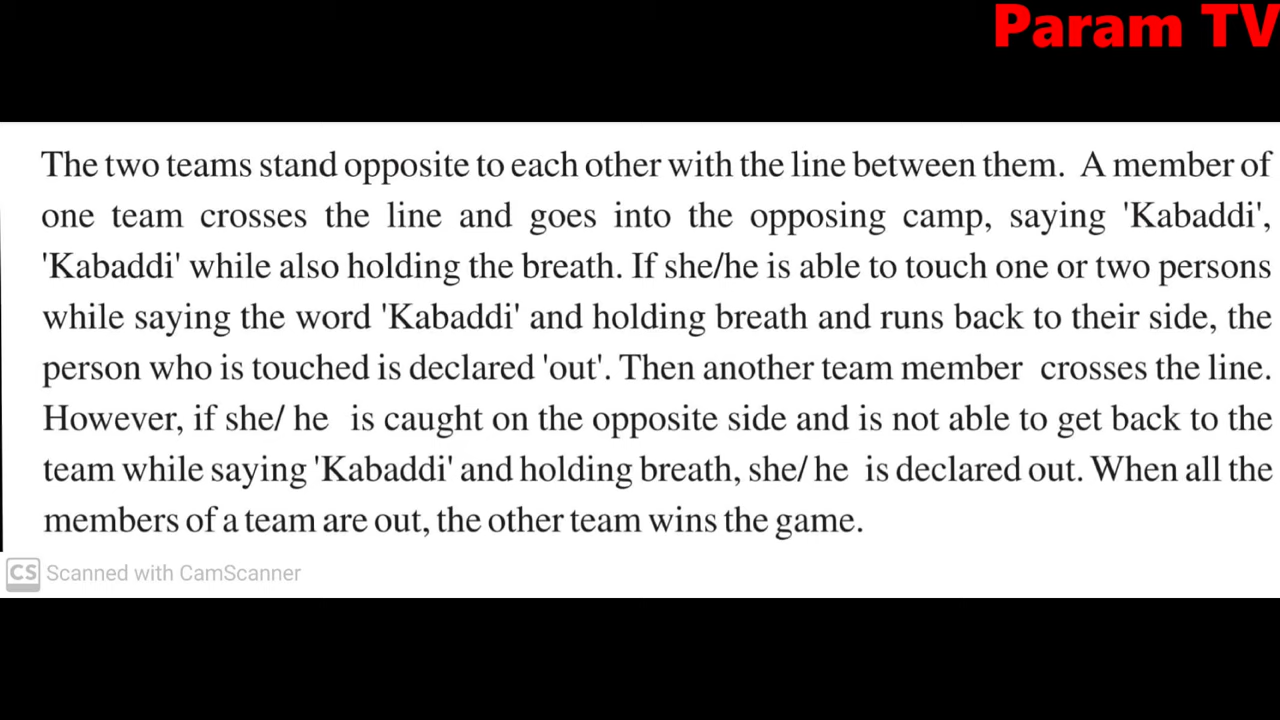 Param TV
The two teams stand opposite to each other with the line between them. A member of
one team crosses the line and goes into the opposing camp, saying 'Kabaddi',
'Kabaddi' while also holding the breath. If she/he is able to touch one or two persons
while saying the word 'Kabaddi' and holding breath and runs back to their side, the
person who is touched is declared 'out'. Then another team member crosses the line.
However, if she/ he is caught on the opposite side and is not able to get back to the
team while saying 'Kabaddi' and holding breath, she/ he is declared out. When all the
members of a team are out, the other team wins the game.
CS Scanned with CamScanner